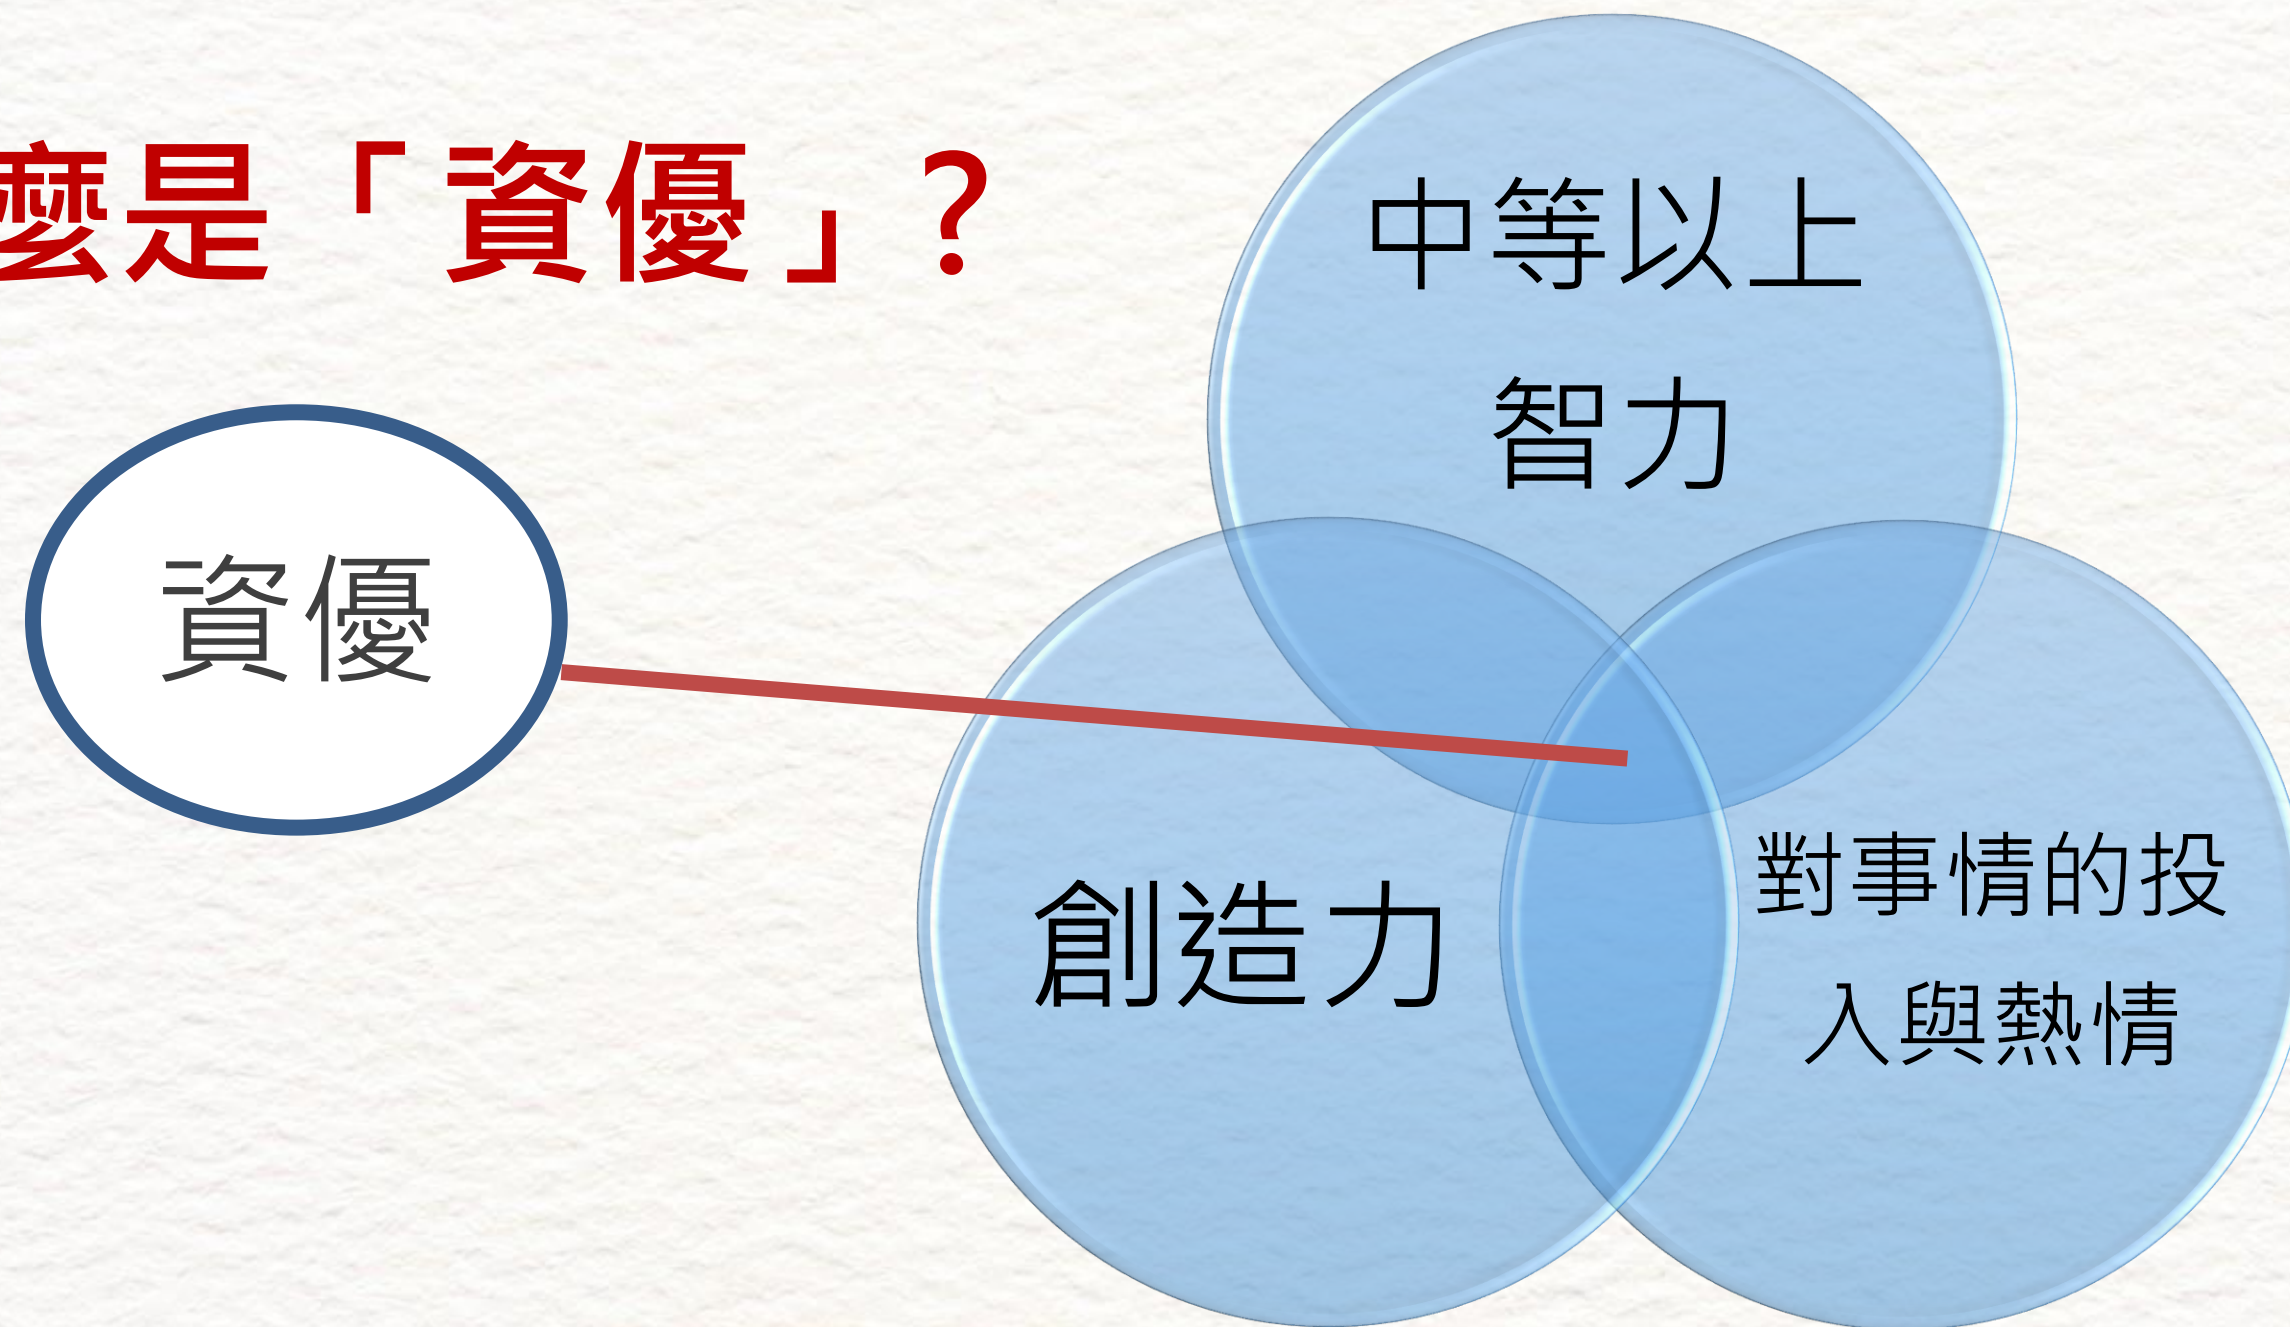 麼是「資優」？
中等以上
智力
資優
創造力
對事情的投
入與熱情